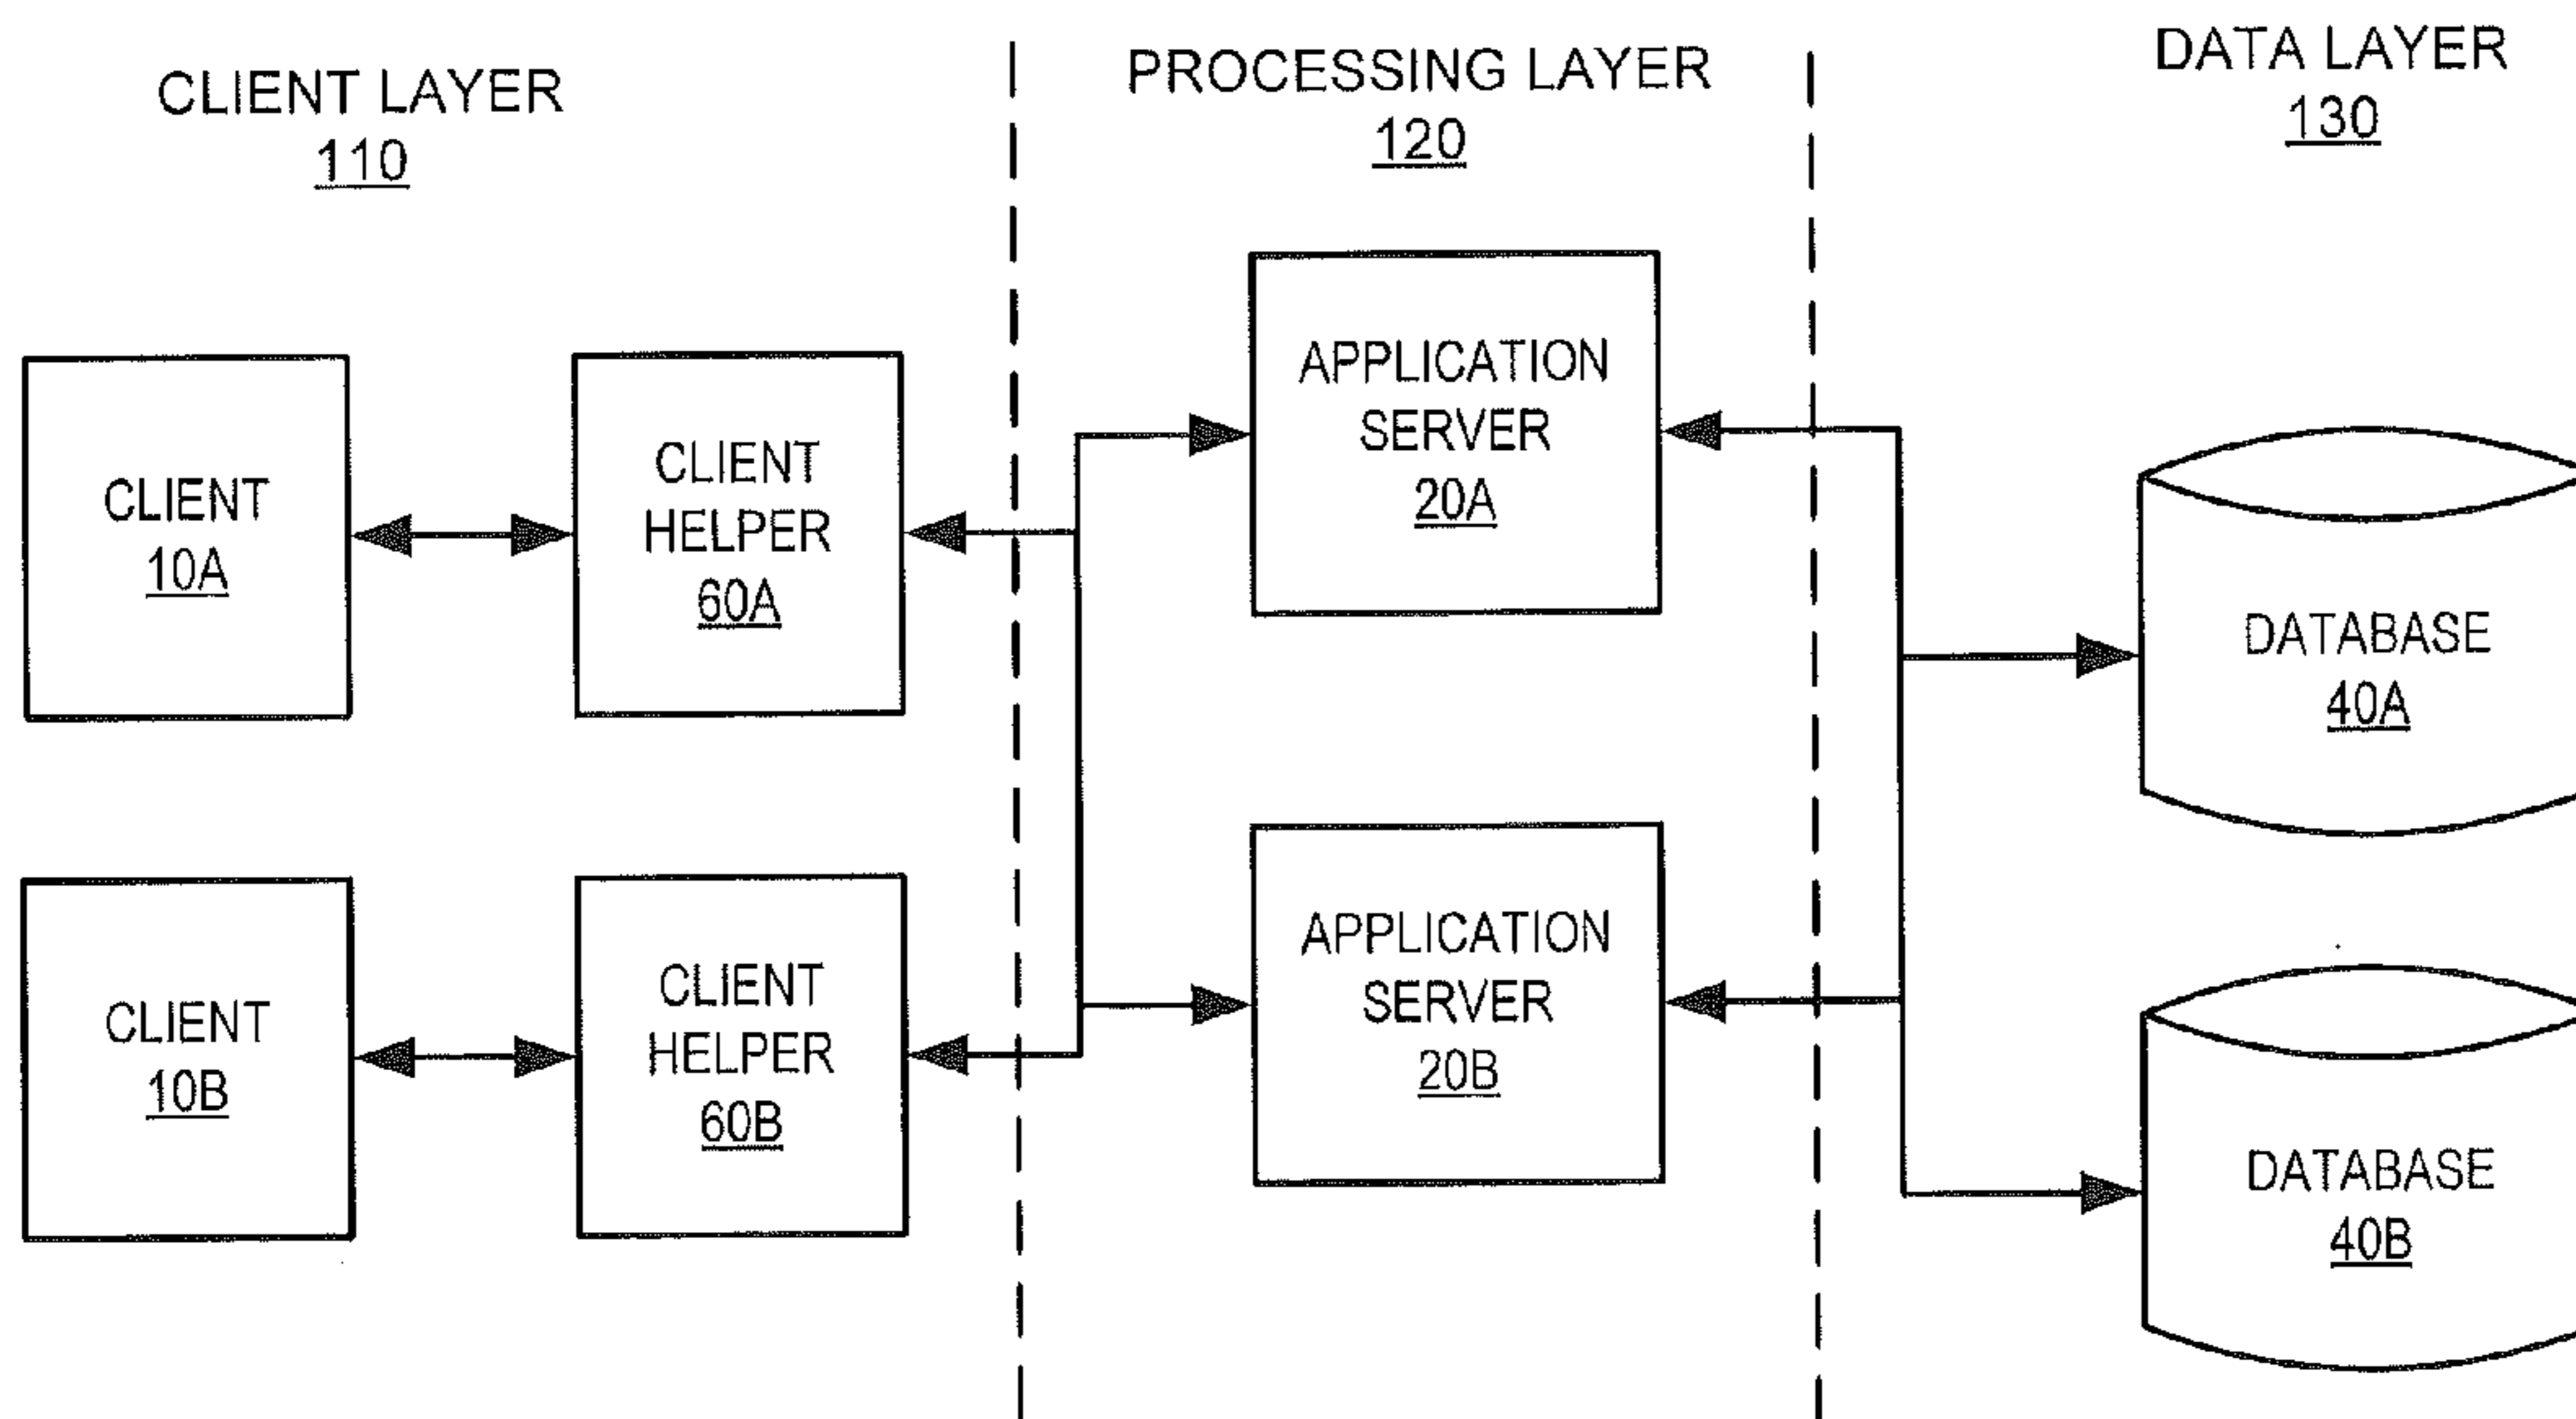 CLIENT LAYER
110
PROCESSING LAYER
120
DATA LAYER
130
CLIENT
10A
CLIENT
HELPER
60A
APPLICATION
SERVER
20A
DATABASE
40A
CLIENT
10B
CLIENT
HELPER
60B
APPLICATION
SERVER
20B
DATABASE
40B